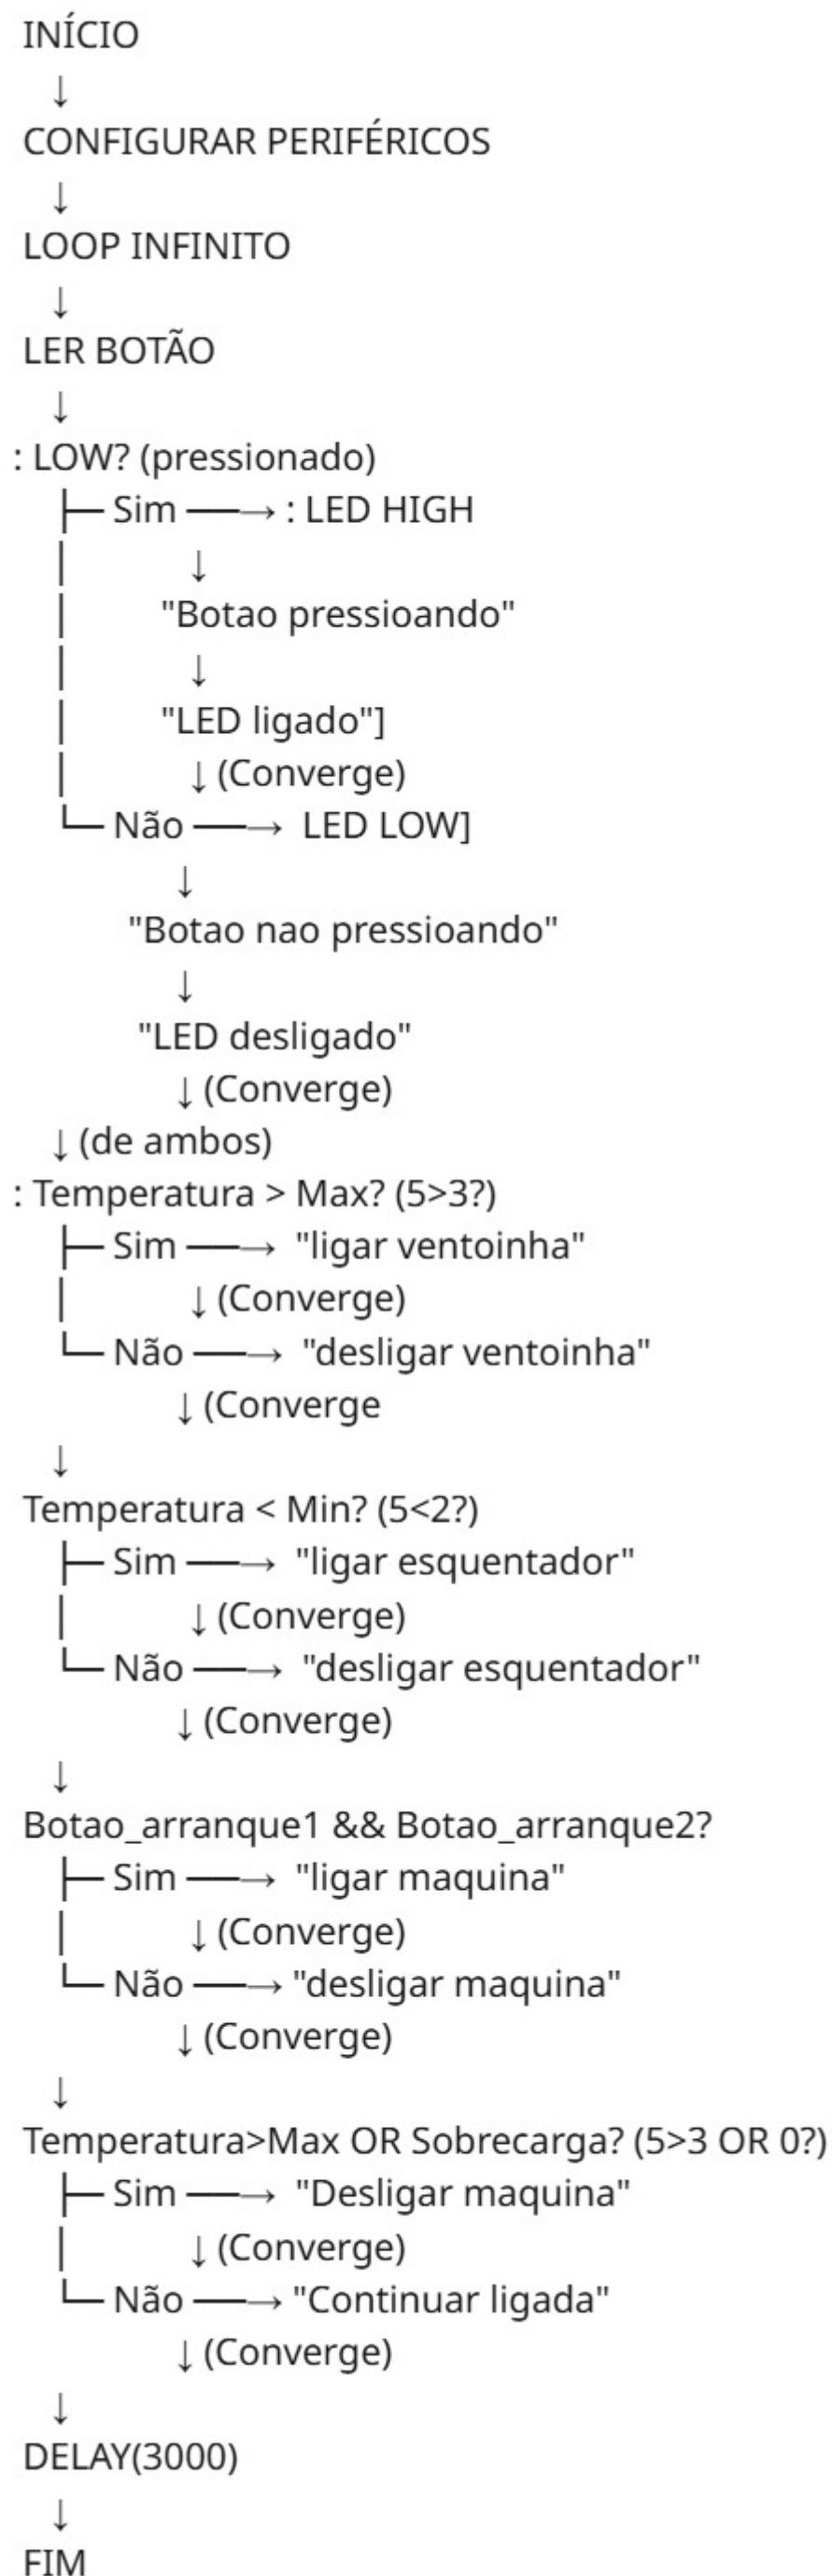 INÍCIO
↓
CONFIGURAR PERIFÉRICOS
↓
LOOP INFINITO
↓
LER BOTÃO
↓
: LOW? (pressionado)
├─ Sim ──→ : LED HIGH
│ ↓
│ "Botao pressioando"
│ ↓
│ "LED ligado"]
│ ↓ (Converge)
└─ Não ──→ LED LOW]
↓
"Botao nao pressioando"
↓
"LED desligado"
↓ (Converge)
↓ (de ambos)
: Temperatura > Max? (5>3?)
├─ Sim ──→ "ligar ventoinha"
│ ↓ (Converge)
└─ Não ──→ "desligar ventoinha"
↓ (Converge
↓
Temperatura < Min? (5<2?)
├─ Sim ──→ "ligar esquentador"
│ ↓ (Converge)
└─ Não ──→ "desligar esquentador"
↓ (Converge)
↓
Botao_arranque1 && Botao_arranque2?
├─ Sim ──→ "ligar maquina"
│ ↓ (Converge)
└─ Não ──→ "desligar maquina"
↓ (Converge)
↓
Temperatura>Max OR Sobrecarga? (5>3 OR 0?)
├─ Sim ──→ "Desligar maquina"
│ ↓ (Converge)
└─ Não ──→ "Continuar ligada"
↓ (Converge)
↓
DELAY(3000)
↓
FIM